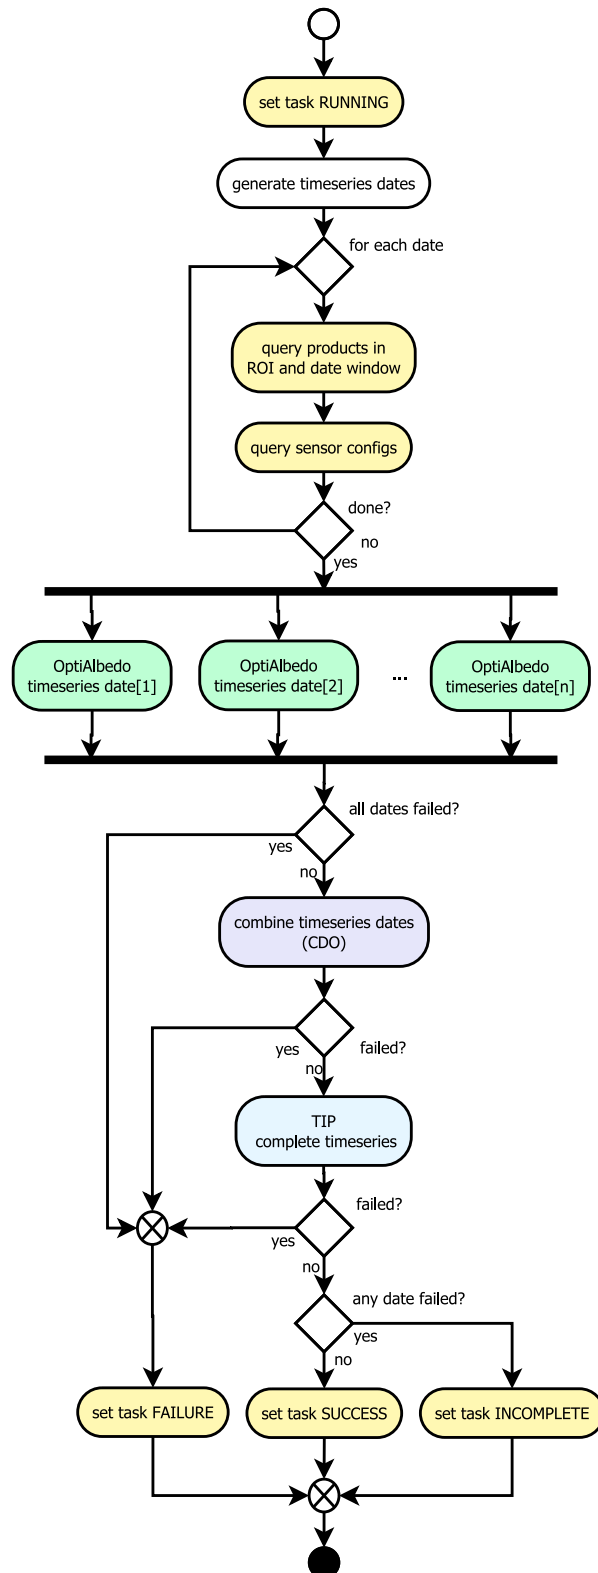 set task RUNNING
generate timeseries dates
for each date
query products in
ROI and date window
query sensor configs
done?
no
yes
OptiAlbedo
timeseries date[1]
OptiAlbedo
timeseries date[2]
...
OptiAlbedo
timeseries date[n]
all dates failed?
yes
no
combine timeseries dates
(CDO)
yes
failed?
no
TIP
complete timeseries
failed?
yes
no
any date failed?
yes
no
set task FAILURE
set task SUCCESS
set task INCOMPLETE